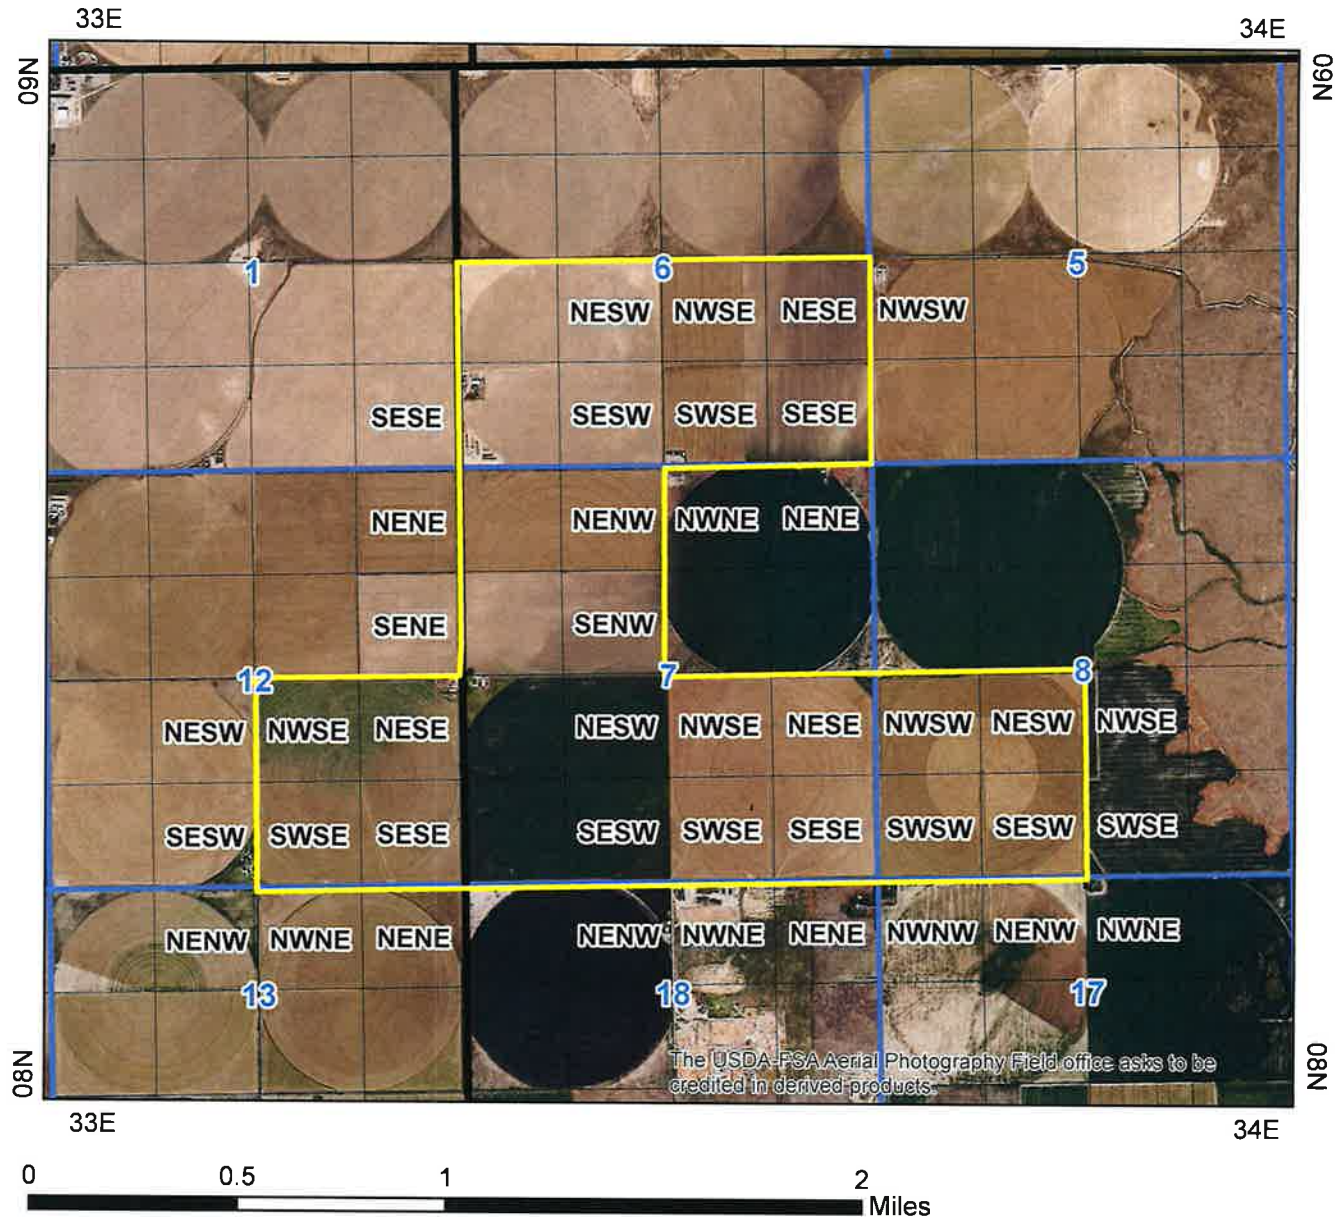 33E
34E
09N
09N
1
6
5
NESW NWSE NESE NWSW
SESE SESW SWSE SESE
NENE NENW NWNE NENE
SENE SENW
12
7
8
NESW NWSE NESE NESW NWSE NESE NWSW NESW NWSE
SESW SWSE SESE SESW SWSE SESE SWSW SESW SWSE
NENW NWNE NENE NENW NWNE NENE NWNW NENW NWNE
13
18
17
The USDA-FSA Aerial Photography Field office asks to be
credited in derived products.
08N
08N
33E
34E
0 0.5 1 2
Miles